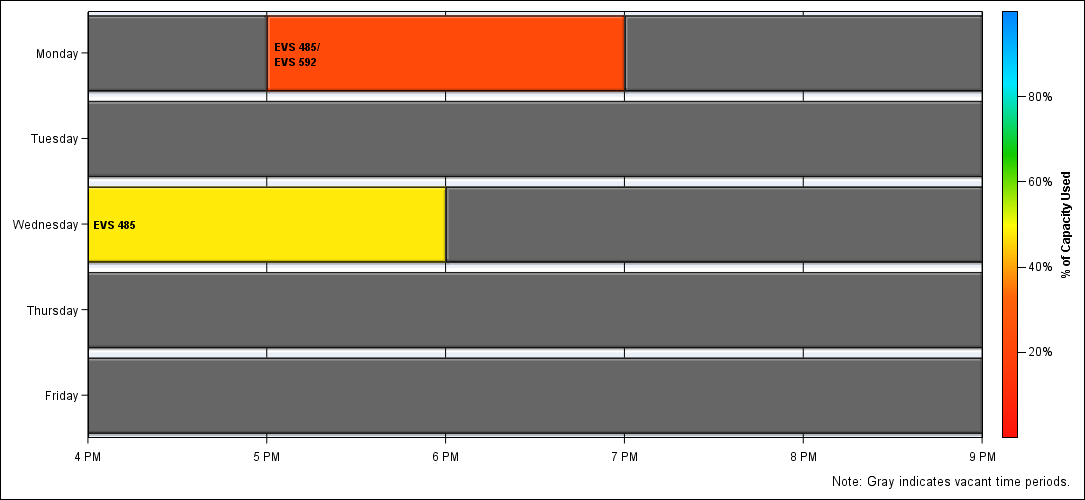 Monday
EVS 485/
EVS 592
Tuesday
Wednesday
EVS 485
Thursday
Friday
4 PM 5 PM 6 PM 7 PM 8 PM 9 PM
80%
60%
40%
20%
% of Capacity Used
Note: Gray indicates vacant time periods.